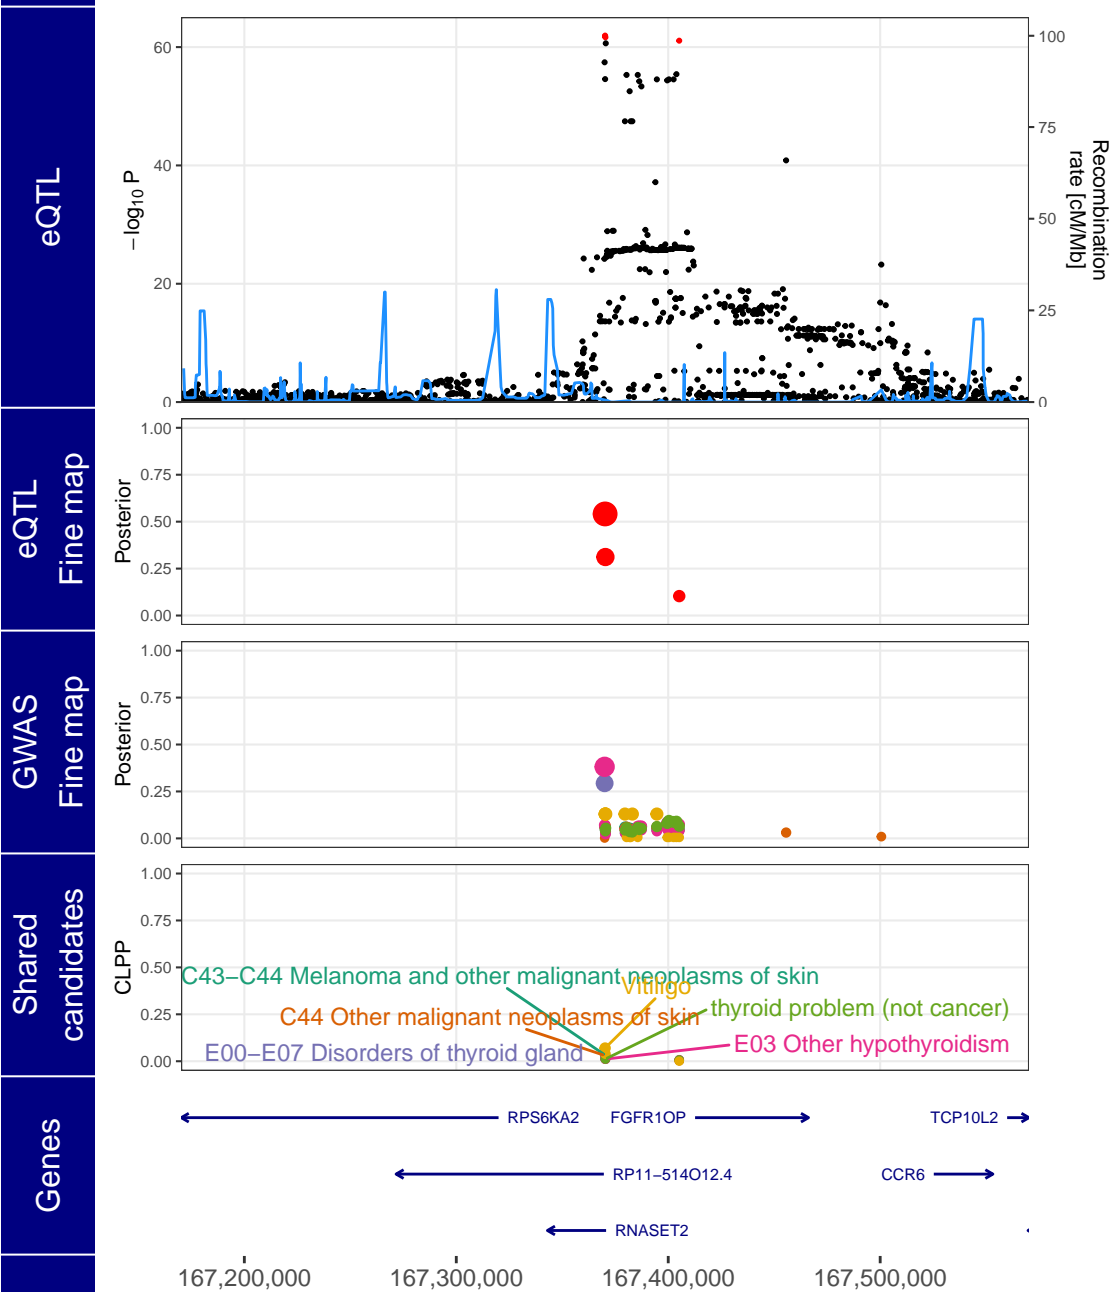 eQTL
−log10 P
60
40
20
0
100
75
50
25
0
Recombination
rate [cM/Mb]
eQTL
Fine map
Posterior
1.00
0.75
0.50
0.25
0.00
GWAS
Fine map
Posterior
1.00
0.75
0.50
0.25
0.00
Shared
candidates
CLPP
1.00
0.75
0.50
0.25
0.00
C43−C44 Melanoma and other malignant neoplasms of skin
Vitiligo
thyroid problem (not cancer)
C44 Other malignant neoplasms of skin
E03 Other hypothyroidism
E00−E07 Disorders of thyroid gland
Genes
RPS6KA2
FGFR1OP
TCP10L2
RP11−514O12.4
CCR6
RNASET2
167,200,000
167,300,000
167,400,000
167,500,000